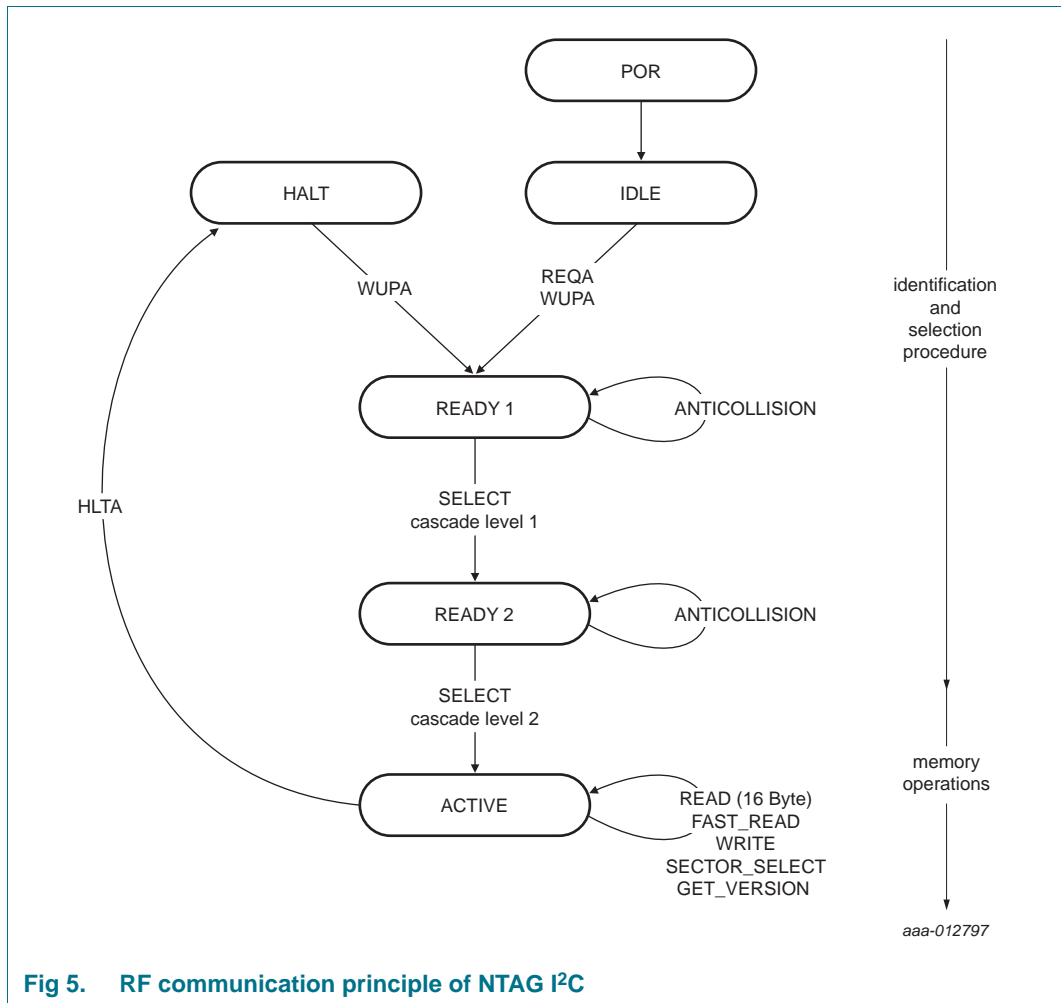 POR
HALT
IDLE
WUPA
REQA
WUPA
identification
and
selection
procedure
READY 1
ANTICOLLISION
SELECT
cascade level 1
HLTA
READY 2
ANTICOLLISION
SELECT
cascade level 2
memory
operations
ACTIVE
READ (16 Byte)
FAST_READ
WRITE
SECTOR_SELECT
GET_VERSION
aaa-012797
Fig 5. RF communication principle of NTAG I²C